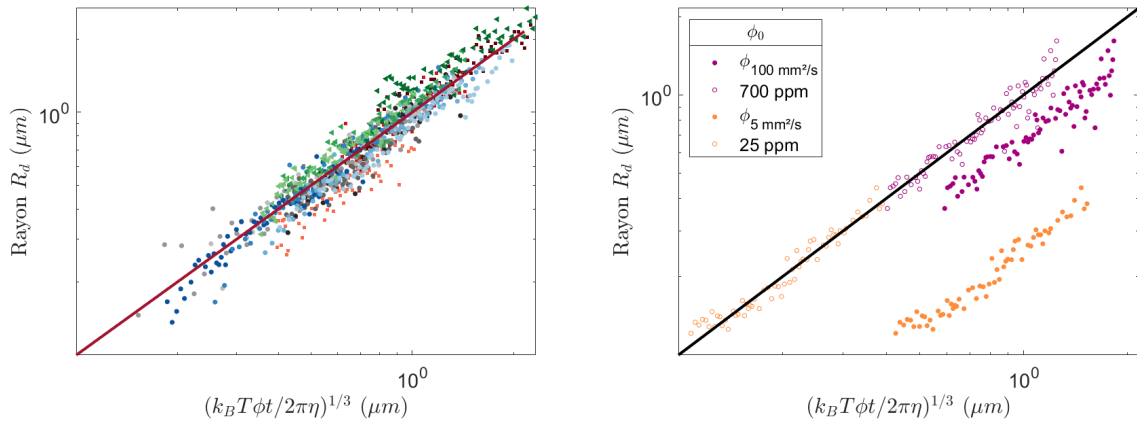 Rayon R_d (μm)
10^0
10^0
(k_BTϕt/2πη)^{1/3} (μm)
Rayon R_d (μm)
10^0
ϕ_0
ϕ_{100 mm²/s}
700 ppm
ϕ_{5 mm²/s}
25 ppm
10^0
(k_BTϕt/2πη)^{1/3} (μm)